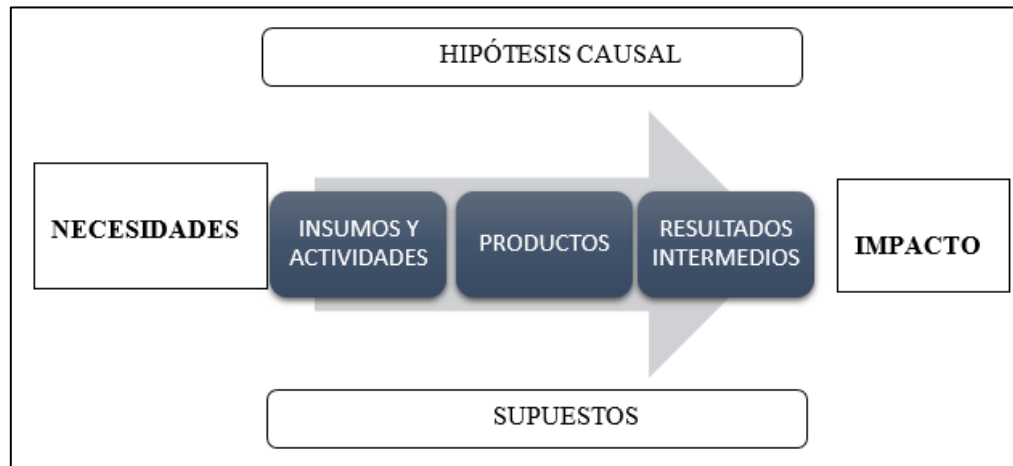 HIPÓTESIS CAUSAL
NECESIDADES
INSUMOS Y
ACTIVIDADES
PRODUCTOS
RESULTADOS
INTERMEDIOS
IMPACTO
SUPUESTOS